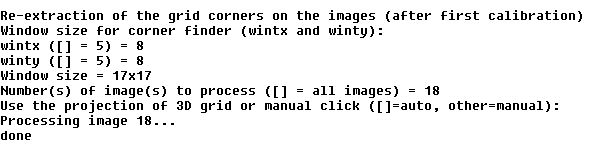 Re-extraction of the grid corners on the images (after first calibration)
Window size for corner finder (wintx and winty):
wintx ([] = 5) = 8
winty ([] = 5) = 8
Window size = 17x17
Number(s) of image(s) to process ([] = all images) = 18
Use the projection of 3D grid or manual click ([]=auto, other=manual):
Processing image 18...
done